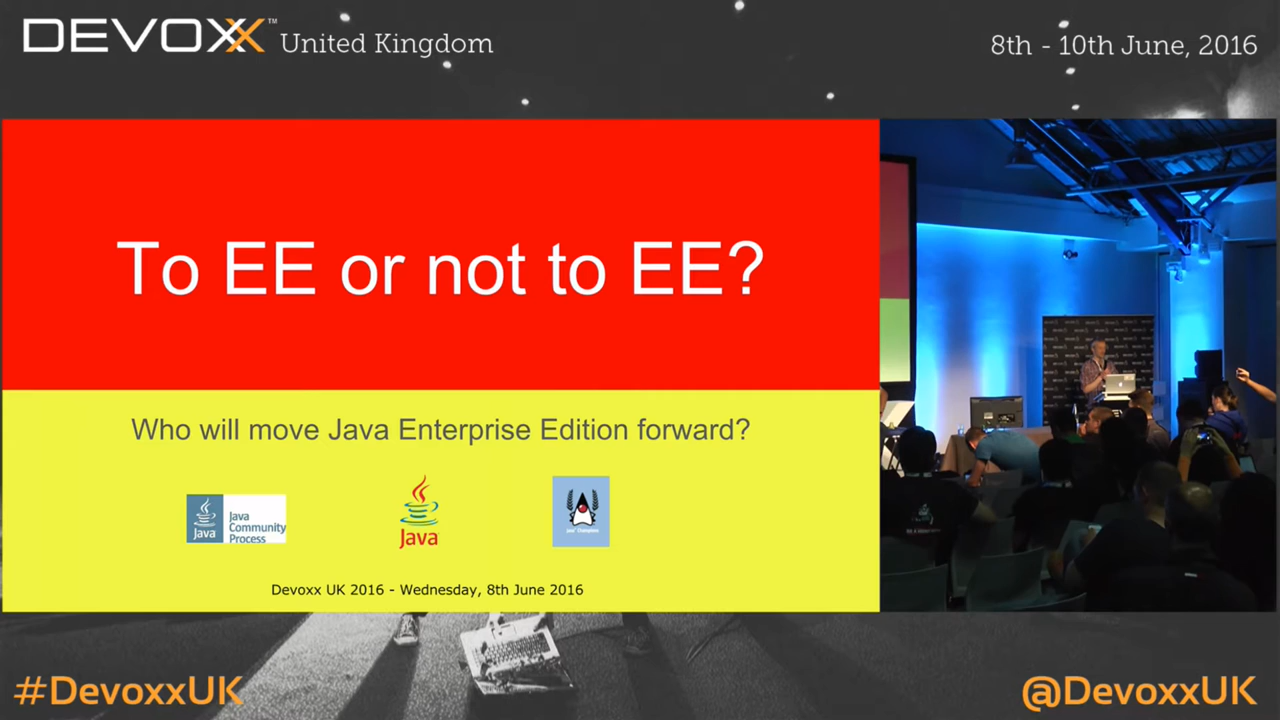 DEVOXX™ United Kingdom
8th - 10th June, 2016
To EE or not to EE?
Who will move Java Enterprise Edition forward?
Java
Java
Community
Process
Java
Devoxx UK 2016 - Wednesday, 8th June 2016
#DevoxxUK
@DevoxxUK